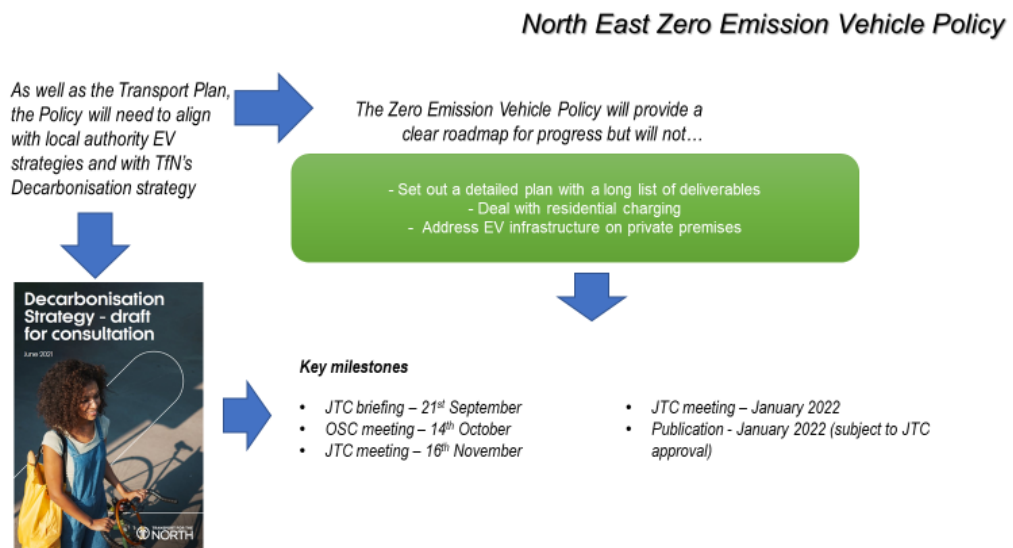 North East Zero Emission Vehicle Policy
As well as the Transport Plan,
the Policy will need to align
with local authority EV
strategies and with TfN's
Decarbonisation strategy
The Zero Emission Vehicle Policy will provide a
clear roadmap for progress but will not…
- Set out a detailed plan with a long list of deliverables
- Deal with residential charging
- Address EV infrastructure on private premises
Decarbonisation
Strategy - draft
for consultation
June 2021
TRANSPORT FOR THE
NORTH
Key milestones
• JTC briefing – 21st September
• OSC meeting – 14th October
• JTC meeting – 16th November
• JTC meeting – January 2022
• Publication - January 2022 (subject to JTC
approval)